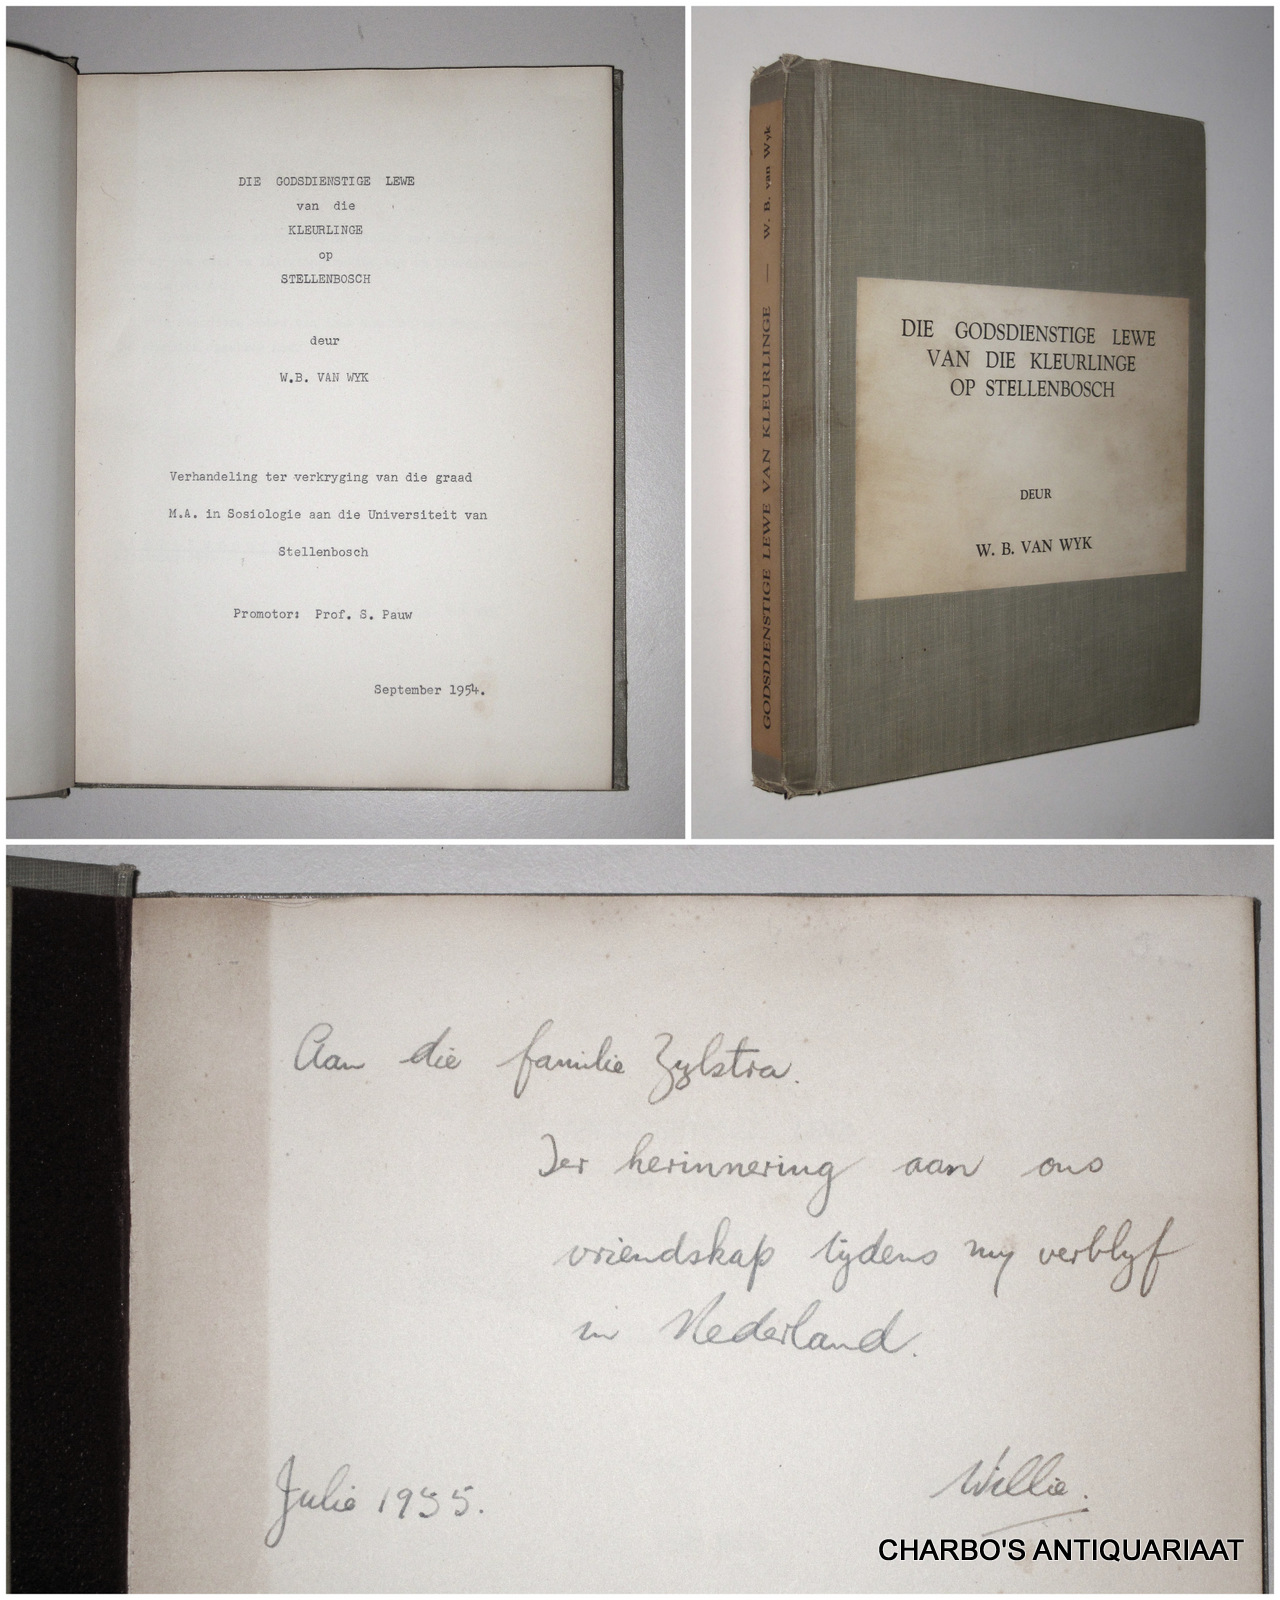 DIE GODSDIENSTIGE LEWE
van die
KLEURLINGE
op
STELLENBOSCH
deur
W.B. VAN WYK
Verhandeling ter verkryging van die graad
M.A. in Sosiologie aan die Universiteit van
Stellenbosch
Promotor: Prof. S. Pauw
September 1954.
GODSDIENSTIGE LEWE VAN KLEURLINGE — W. B. van Wyk
DIE GODSDIENSTIGE LEWE
VAN DIE KLEURLINGE
OP STELLENBOSCH
DEUR
W. B. VAN WYK
Aan die familie Zylstra.
Ter herinnering aan ons
vriendskap tydens my verblyf
in Nederland.
Julie 1955.
Willie.
CHARBO'S ANTIQUARIAAT